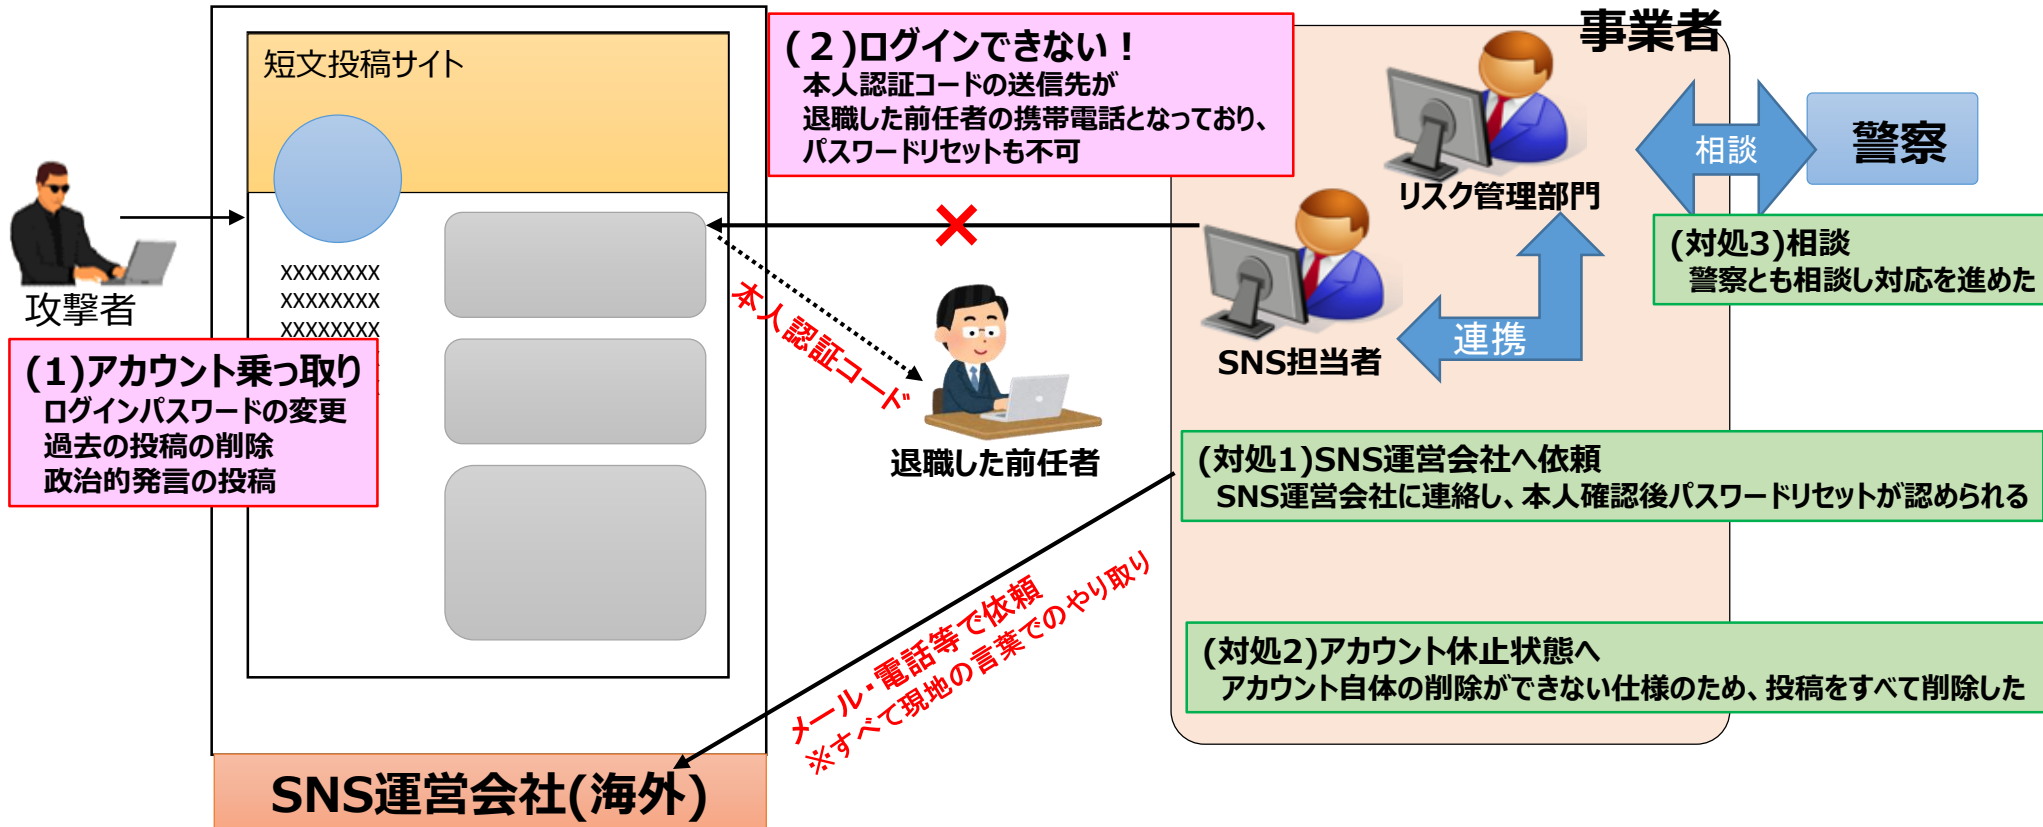 事業者
短文投稿サイト
(２)ログインできない！
本人認証コードの送信先が
退職した前任者の携帯電話となっており、
パスワードリセットも不可
相談
警察
リスク管理部門
(対処3)相談
警察とも相談し対応を進めた
XXXXXXXX
XXXXXXXX
XXXXXXXX
攻撃者
本人認証コード
連携
SNS担当者
(1)アカウント乗っ取り
ログインパスワードの変更
過去の投稿の削除
政治的発言の投稿
退職した前任者
(対処1)SNS運営会社へ依頼
SNS運営会社に連絡し、本人確認後パスワードリセットが認められる
メール・電話等で依頼
※すべて現地の言葉でのやり取り
(対処2)アカウント休止状態へ
アカウント自体の削除ができない仕様のため、投稿をすべて削除した
SNS運営会社(海外)